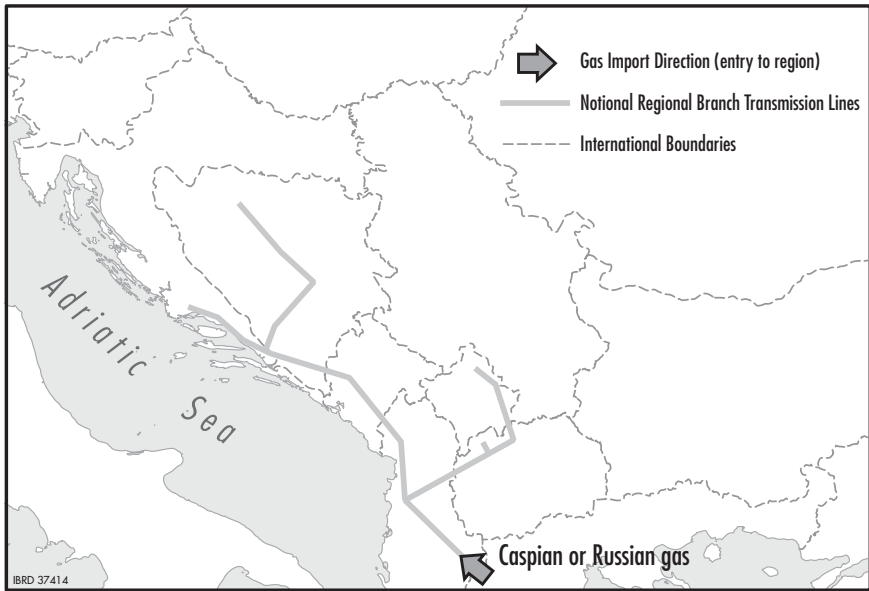 Gas Import Direction (entry to region)
Notional Regional Branch Transmission Lines
International Boundaries
Adriatic
Sea
Caspian or Russian gas
IBRD 37414